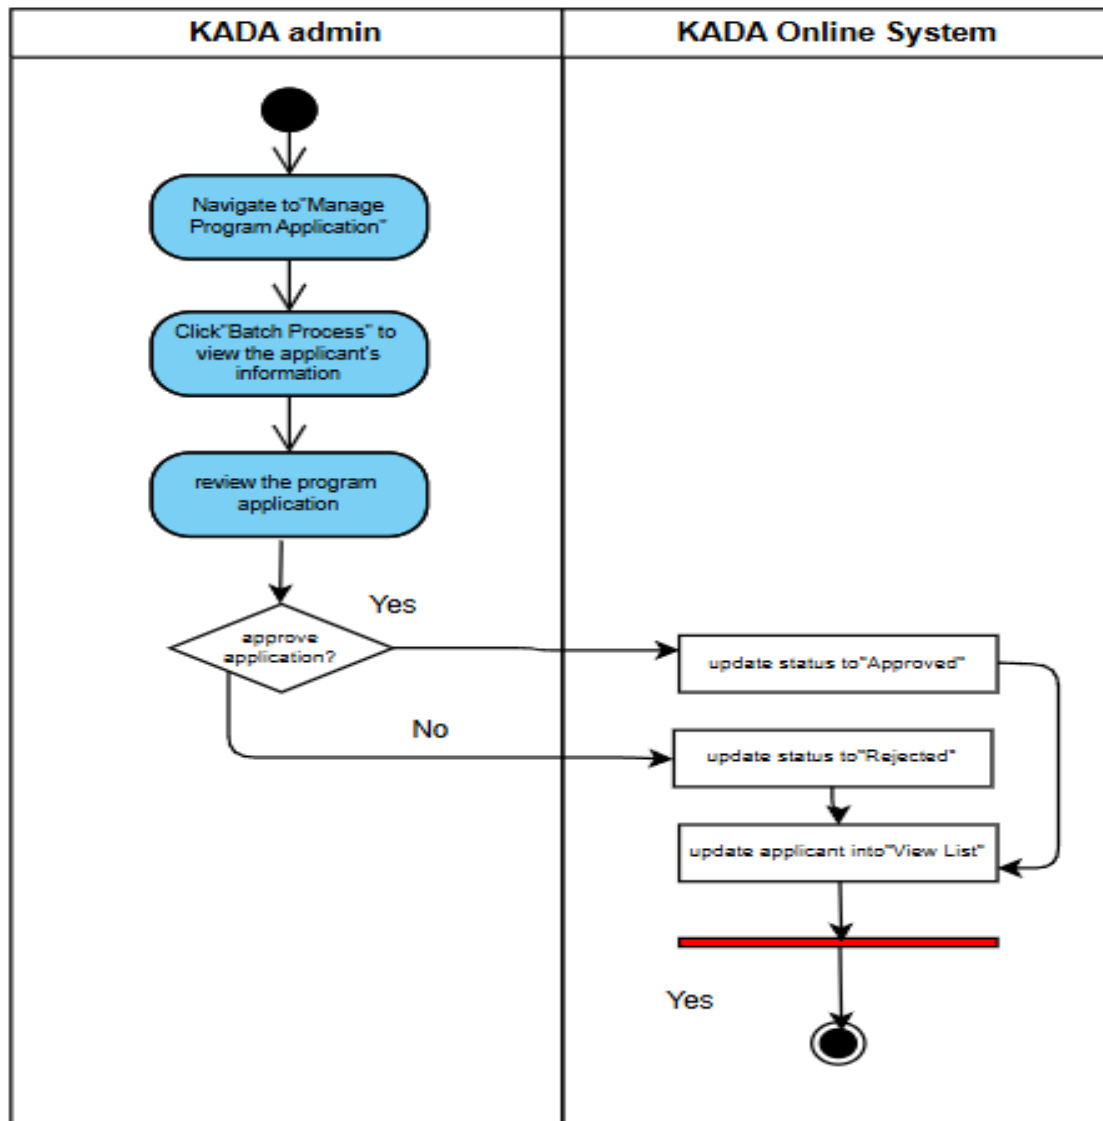 KADA admin
KADA Online System
Navigate to"Manage
Program Application"
Click"Batch Process" to
view the applicant's
information
review the program
application
Yes
approve
application?
update status to"Approved"
No
update status to"Rejected"
update applicant into"View List"
Yes